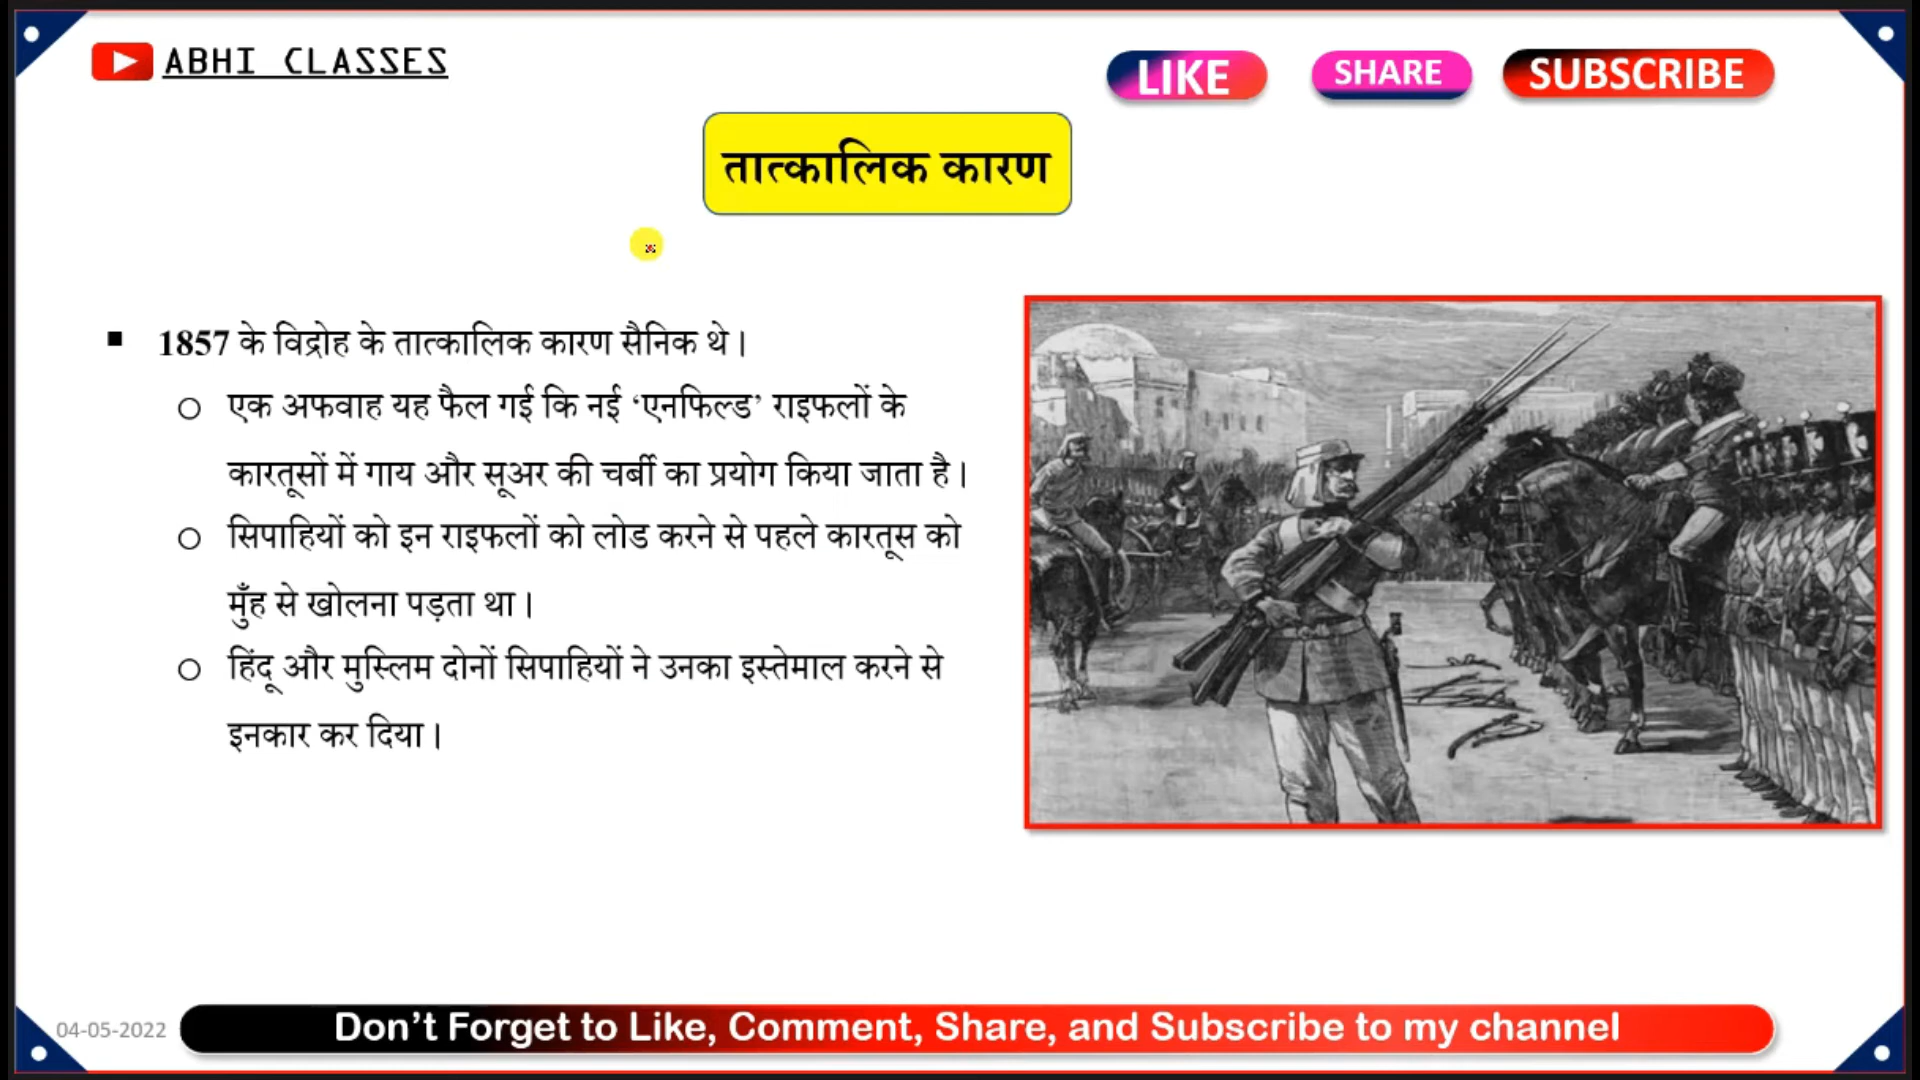 ABHI CLASSES
LIKE
SHARE
SUBSCRIBE
तात्कालिक कारण
▪ 1857 के विद्रोह के तात्कालिक कारण सैनिक थे।
○ एक अफवाह यह फैल गई कि नई ‘एनफिल्ड’ राइफलों के
कारतूसों में गाय और सूअर की चर्बी का प्रयोग किया जाता है।
○ सिपाहियों को इन राइफलों को लोड करने से पहले कारतूस को
मुँह से खोलना पड़ता था।
○ हिंदू और मुस्लिम दोनों सिपाहियों ने उनका इस्तेमाल करने से
इनकार कर दिया।
04-05-2022
Don’t Forget to Like, Comment, Share, and Subscribe to my channel